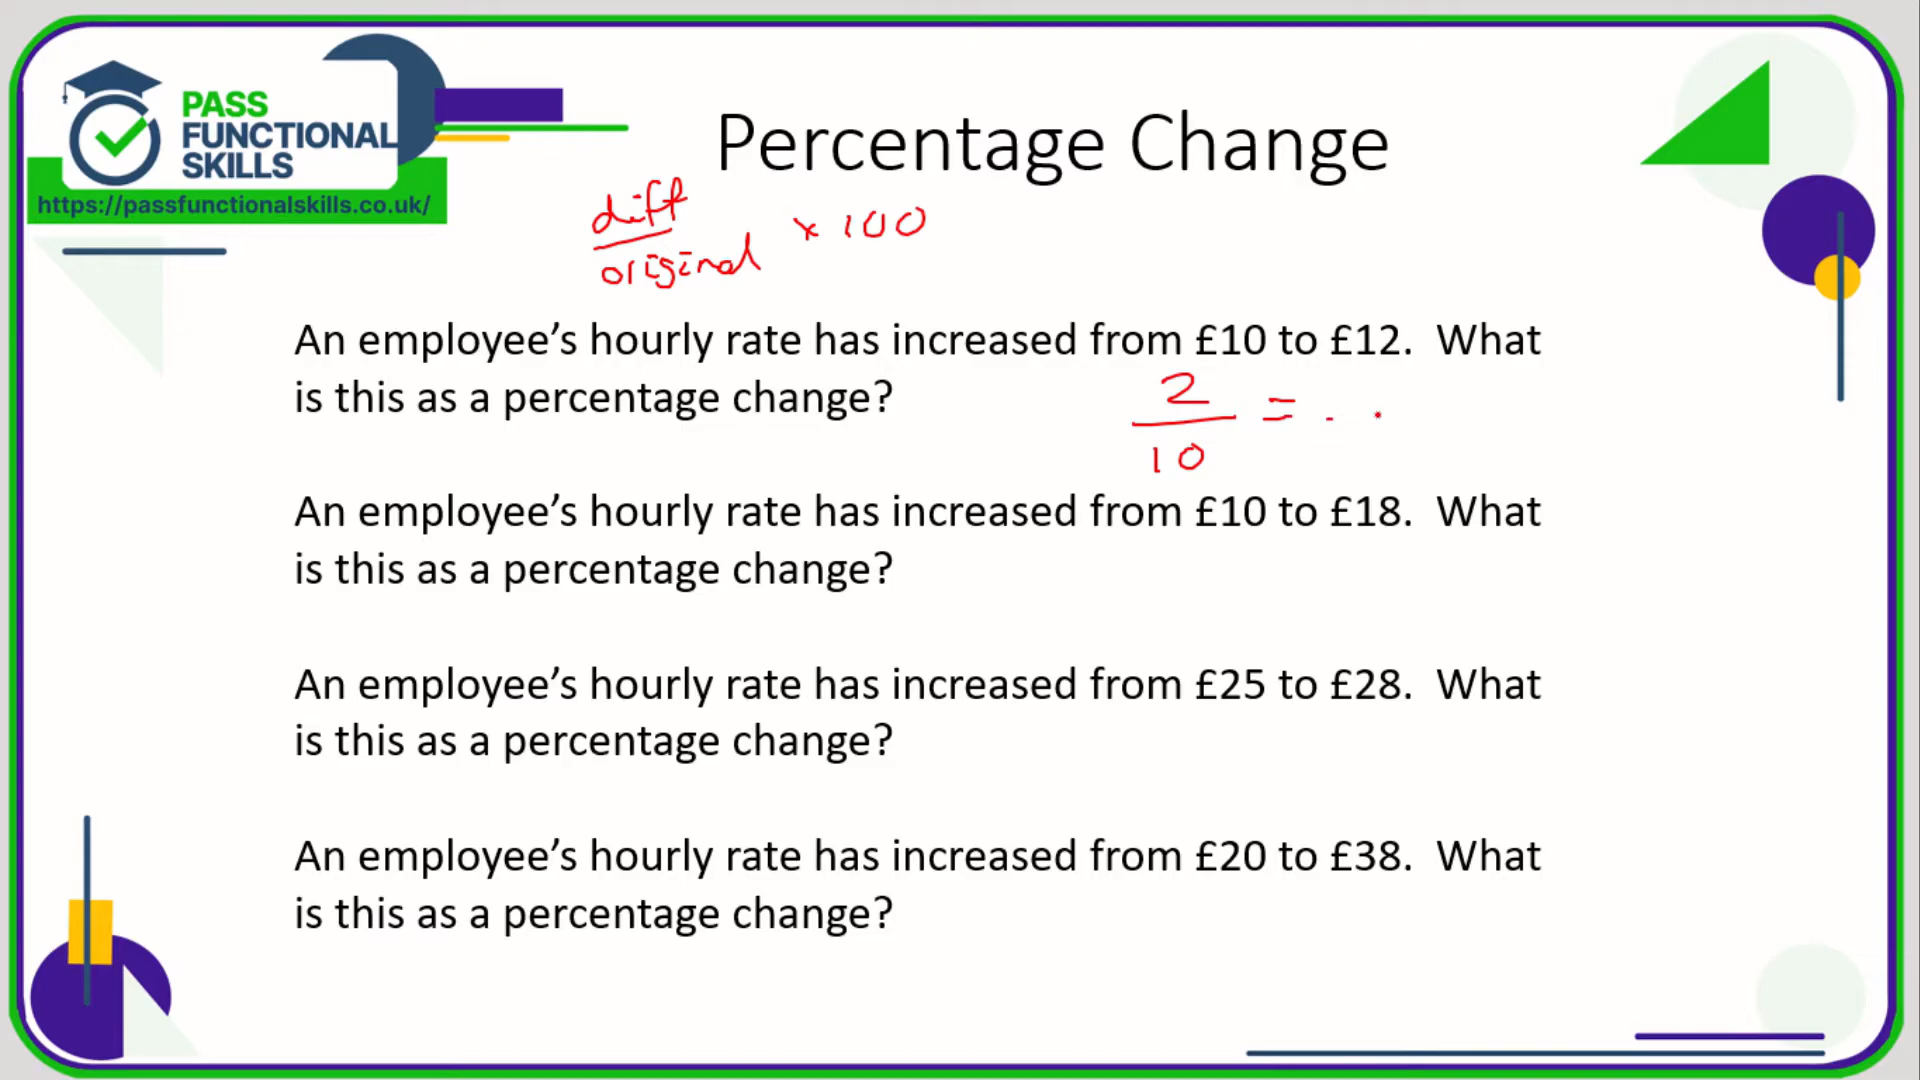 PASS
FUNCTIONAL
SKILLS
https://passfunctionalskills.co.uk/
Percentage Change
diff
original × 100
An employee’s hourly rate has increased from £10 to £12. What
is this as a percentage change?
2
10 = . .
An employee’s hourly rate has increased from £10 to £18. What
is this as a percentage change?
An employee’s hourly rate has increased from £25 to £28. What
is this as a percentage change?
An employee’s hourly rate has increased from £20 to £38. What
is this as a percentage change?